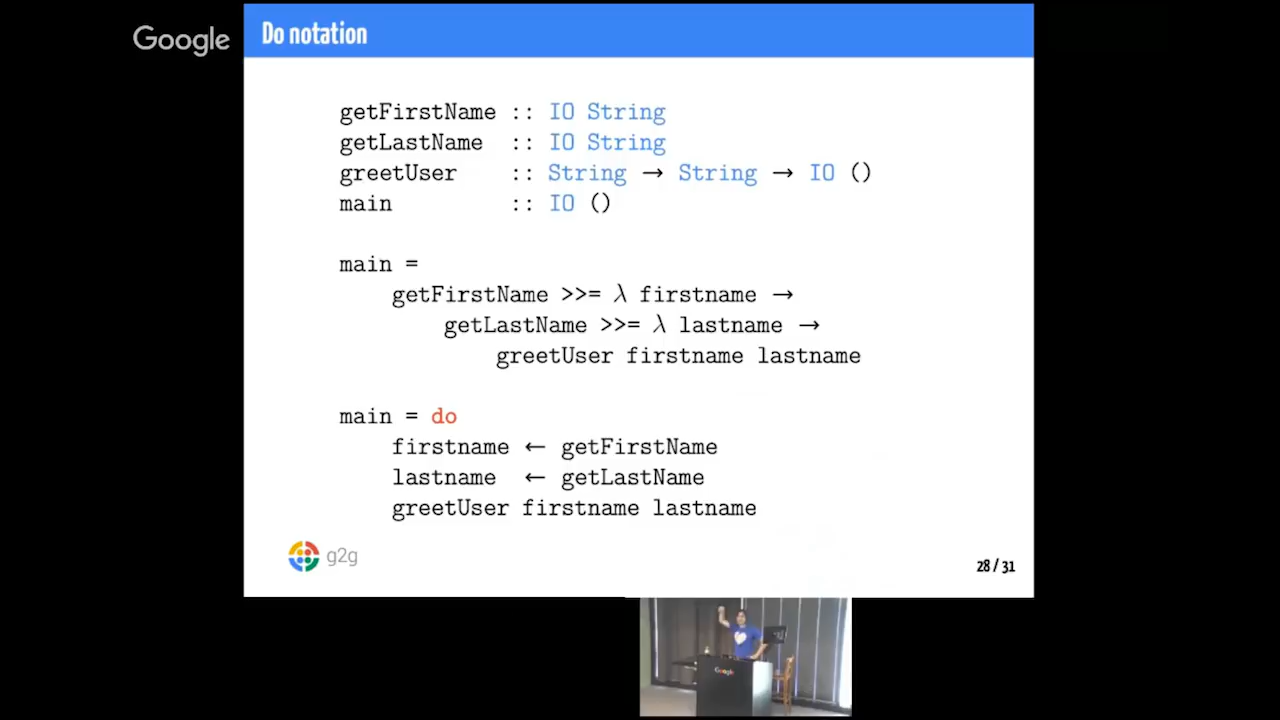 Google
Do notation
getFirstName :: IO String
getLastName :: IO String
greetUser :: String → String → IO ()
main :: IO ()
main =
getFirstName >>= λ firstname →
getLastName >>= λ lastname →
greetUser firstname lastname
main = do
firstname ← getFirstName
lastname ← getLastName
greetUser firstname lastname
g2g
28 / 31
Google